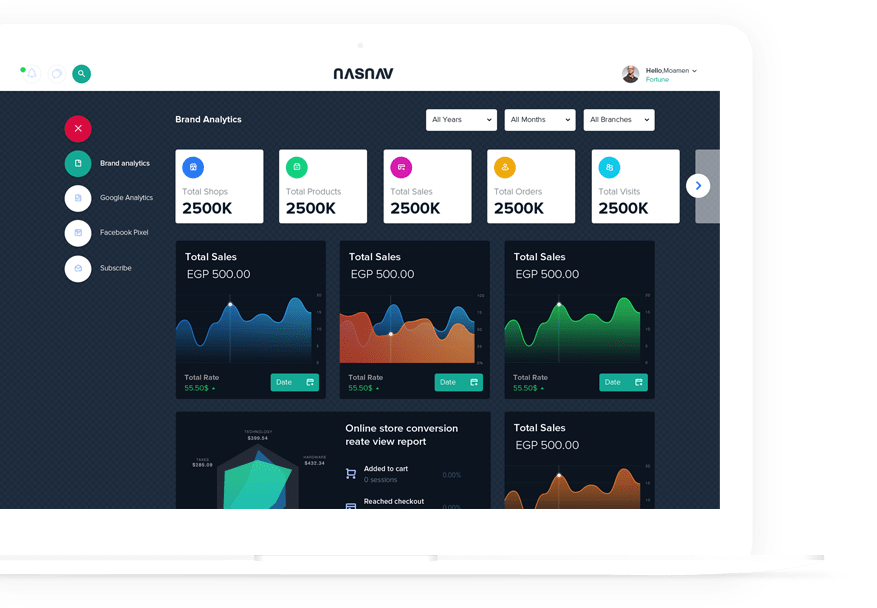 NASNAV
Hello,Moamen
Fortune
Brand Analytics
All Years
All Months
All Branches
Brand analytics
Google Analytics
Facebook Pixel
Subscribe
Total Shops
2500K
Total Products
2500K
Total Sales
2500K
Total Orders
2500K
Total Visits
2500K
Total Sales
EGP 500.00
Total Rate
55.50$
Date
Total Sales
EGP 500.00
100
Total Rate
55.50$
Date
Total Sales
EGP 500.00
Total Rate
55.50$
Date
TECHNOLOGY
$399.54
TAXES
$285.09
HARDWARE
$432.34
Online store conversion
reate view report
Added to cart
0 sessions
0.00%
Reached checkout
0.00%
Total Sales
EGP 500.00